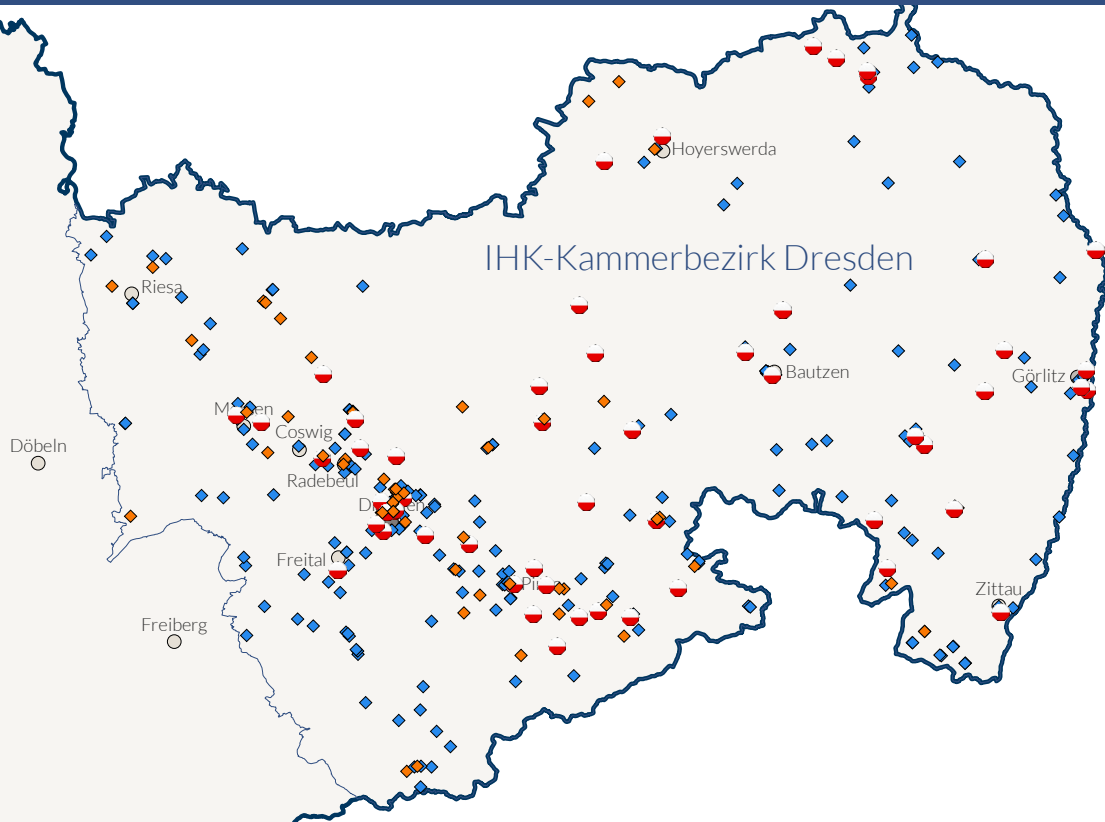 Hoyerswerda
IHK-Kammerbezirk Dresden
Riesa
Bautzen
Görlitz
Coswig
Döbeln
Radebeul
Freital
Zittau
Freiberg